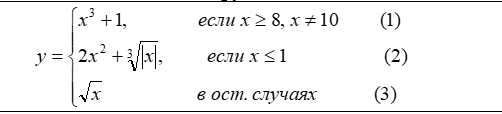 x³ + 1, если x ≥ 8, x ≠ 10 (1)
y = 2x² + ∛|x|, если x ≤ 1 (2)
√x в ост. случаях (3)